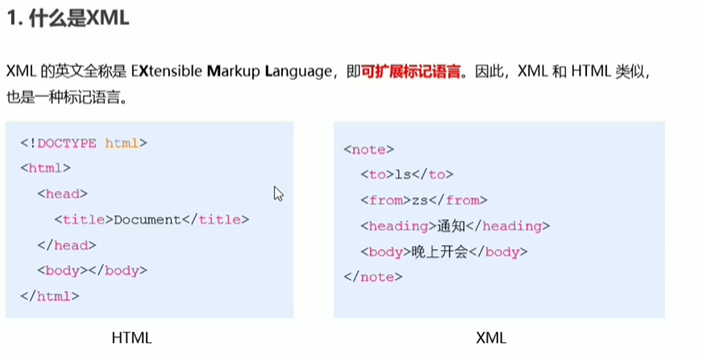 1. 什么是XML
XML 的英文全称是 EXtensible Markup Language，即可扩展标记语言。因此，XML 和 HTML 类似，
也是一种标记语言。
<!DOCTYPE html>
<html>
<head>
<title>Document</title>
</head>
<body></body>
</html>
HTML
<note>
<to>ls</to>
<from>zs</from>
<heading>通知</heading>
<body>晚上开会</body>
</note>
XML